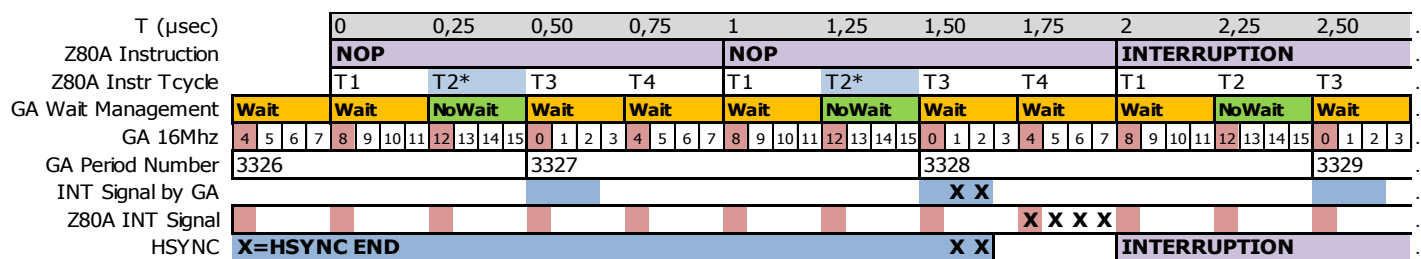 T (µsec) 0 0,25 0,50 0,75 1 1,25 1,50 1,75 2 2,25 2,50 .
Z80A Instruction NOP NOP INTERRUPTION .
Z80A Instr Tcycle T1 T2* T3 T4 T1 T2* T3 T4 T1 T2 T3 .
GA Wait Management Wait Wait NoWait Wait Wait Wait NoWait Wait Wait Wait NoWait Wait .
GA 16Mhz 4 5 6 7 8 9 10 11 12 13 14 15 0 1 2 3 4 5 6 7 8 9 10 11 12 13 14 15 0 1 2 3 4 5 6 7 8 9 10 11 12 13 14 15 0 1 2 3 .
GA Period Number 3326 3327 3328 3329 .
INT Signal by GA X X .
Z80A INT Signal X X X X .
HSYNC X=HSYNC END X X INTERRUPTION .